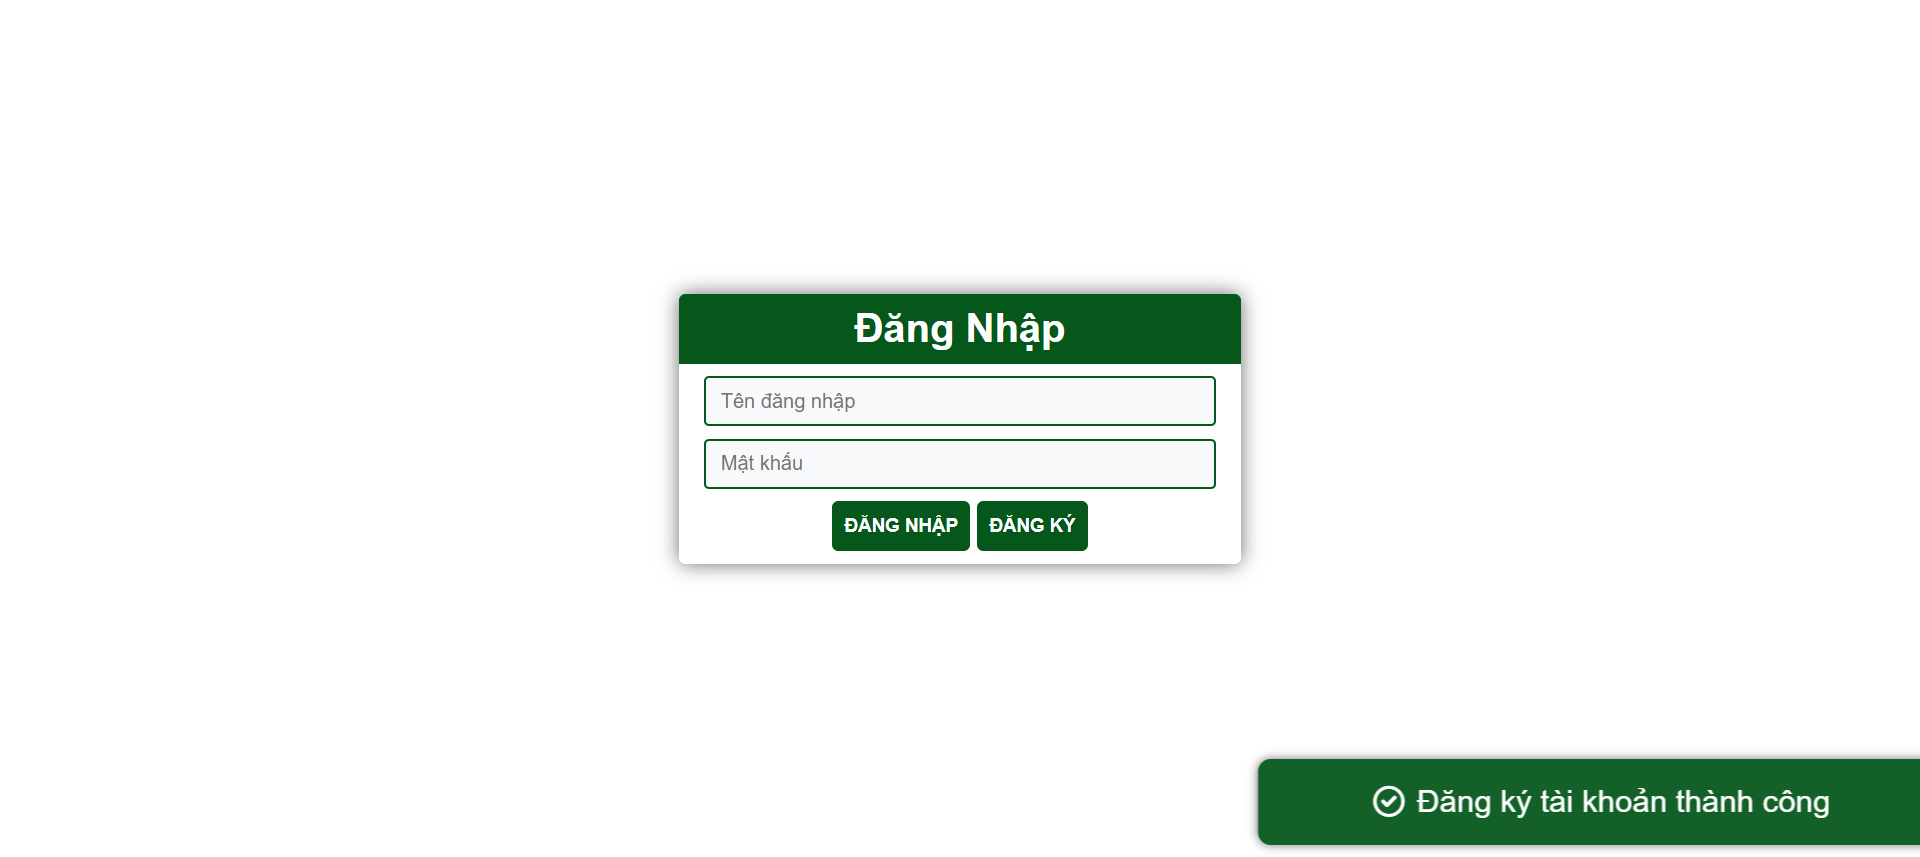 Đăng Nhập
Tên đăng nhập
Mật khẩu
ĐĂNG NHẬP ĐĂNG KÝ
Đăng ký tài khoản thành công